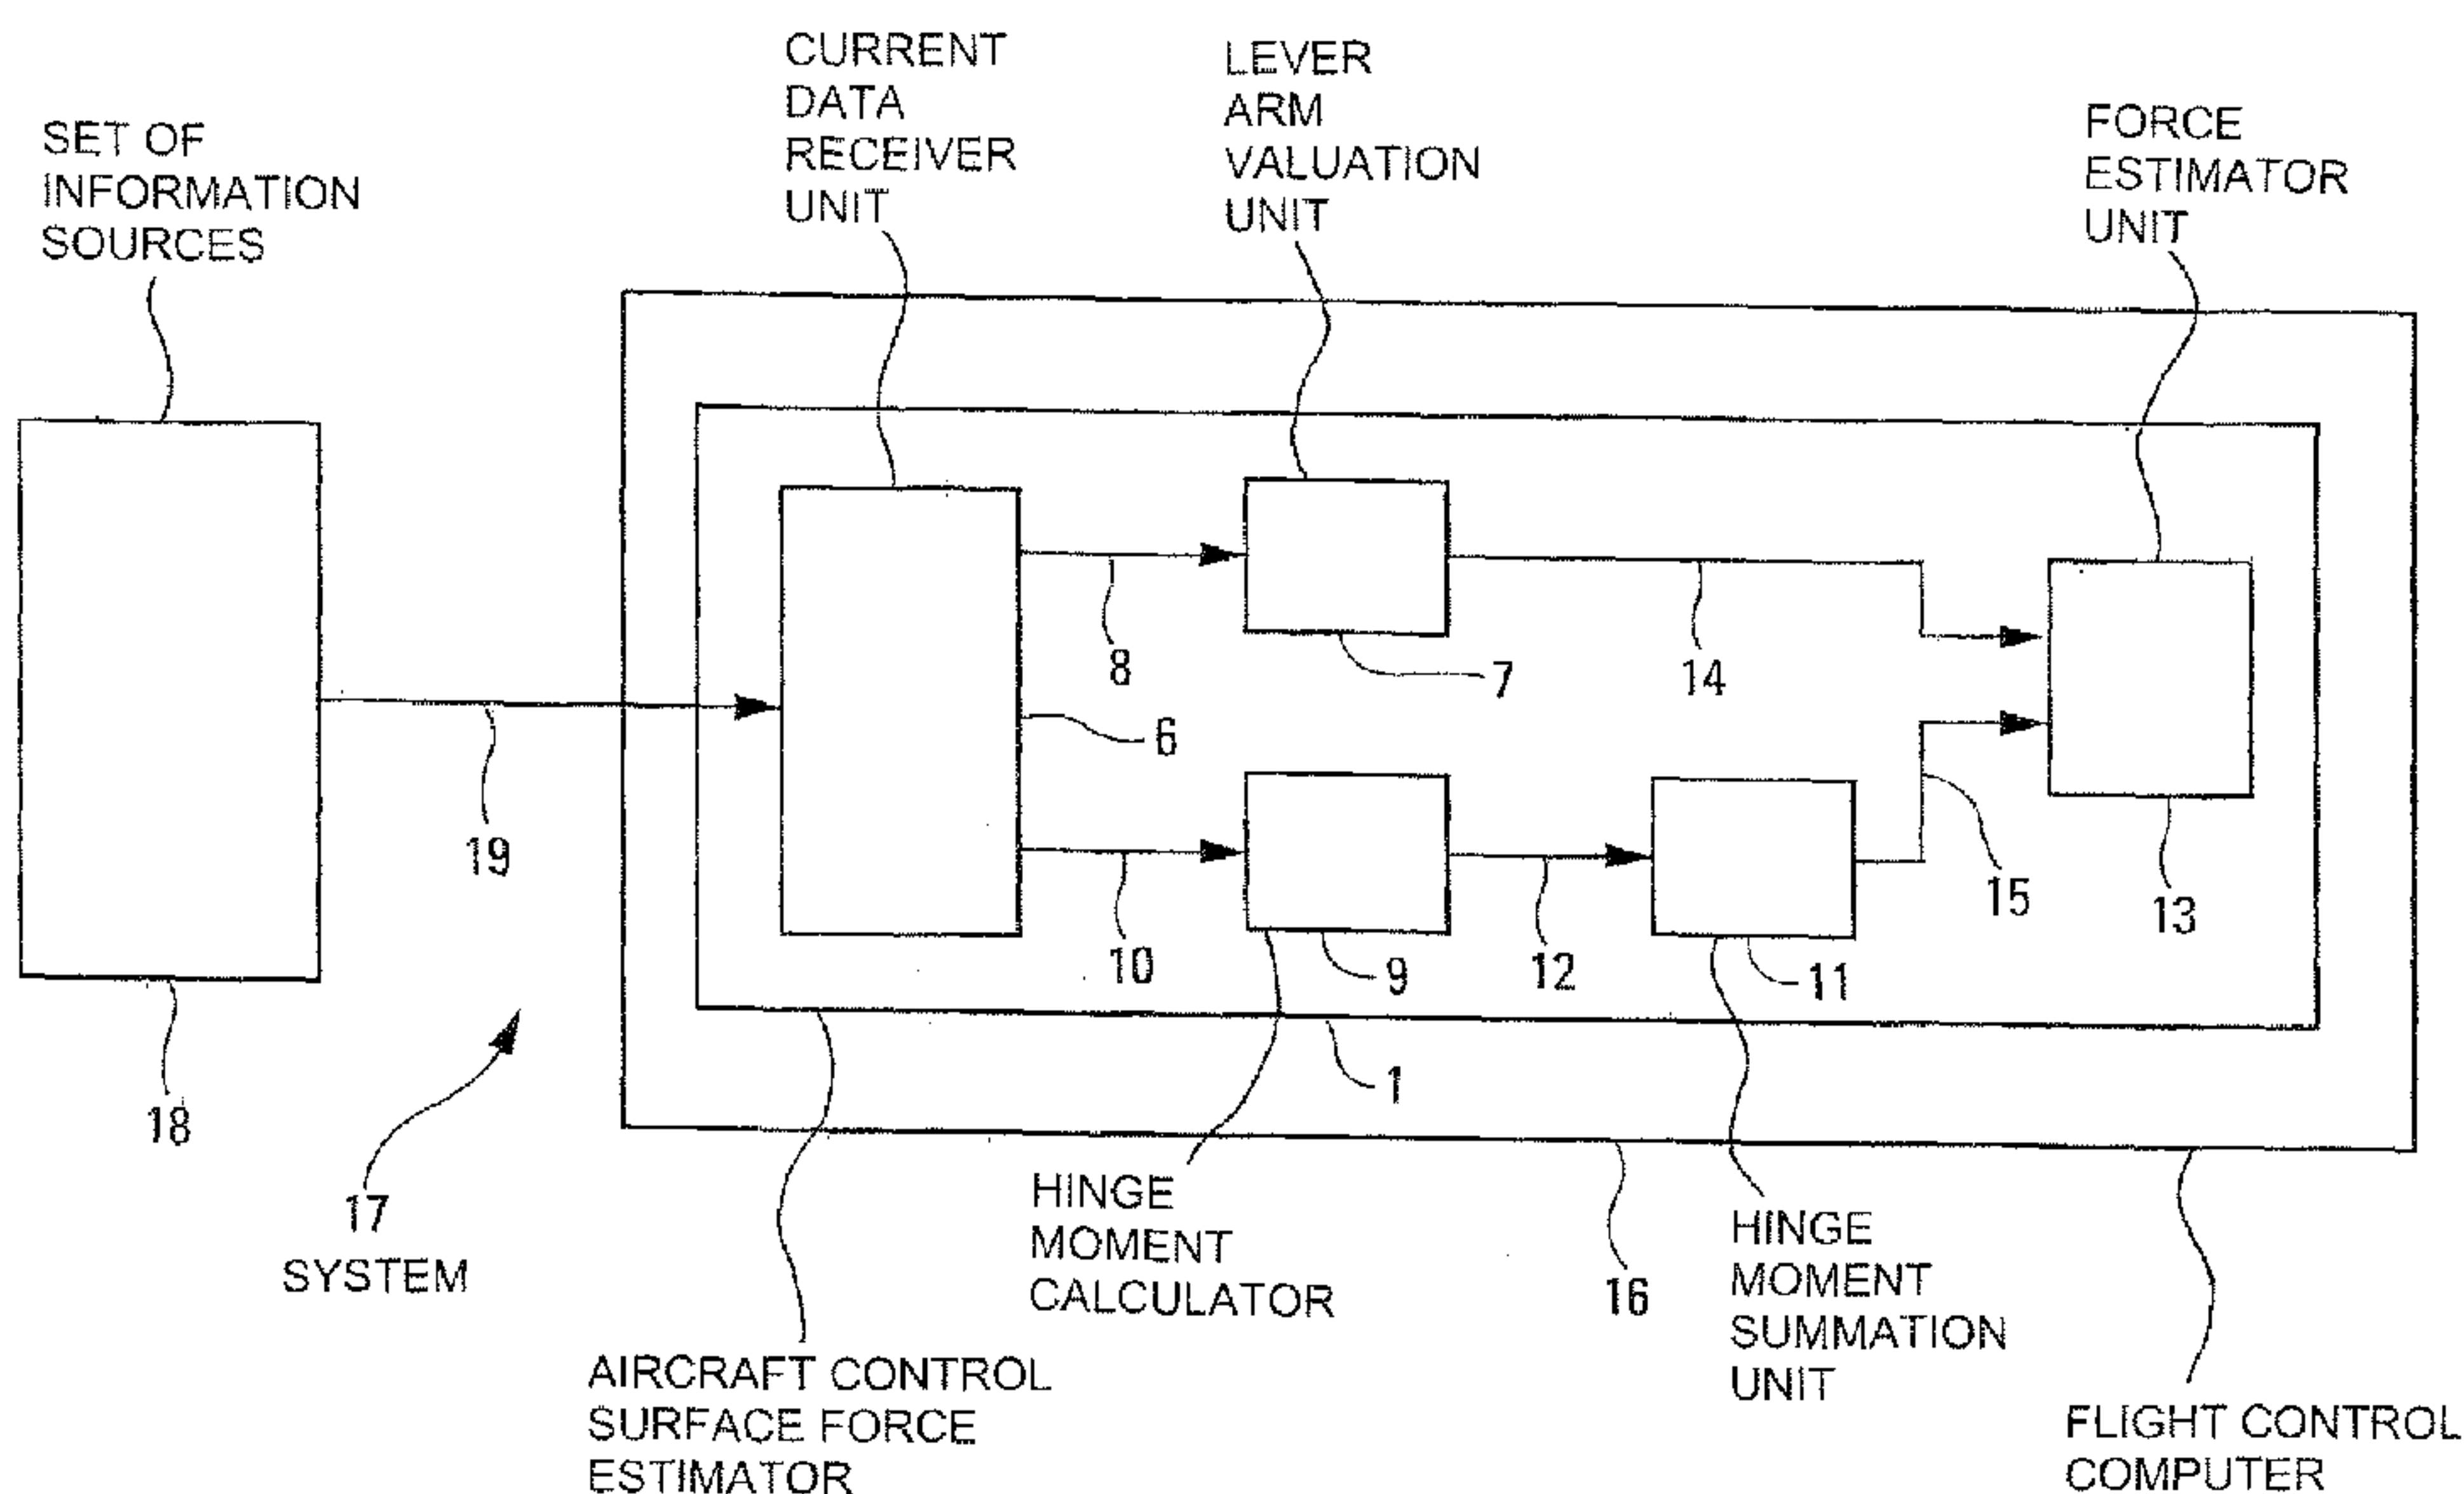 CURRENT
DATA
RECEIVER
UNIT
LEVER
ARM
VALUATION
UNIT
FORCE
ESTIMATOR
UNIT
SET OF
INFORMATION
SOURCES
8
7
14
6
19
10
9
12
11
15
13
1
18
17
SYSTEM
HINGE
MOMENT
CALCULATOR
16
HINGE
MOMENT
SUMMATION
UNIT
AIRCRAFT CONTROL
SURFACE FORCE
ESTIMATOR
FLIGHT CONTROL
COMPUTER